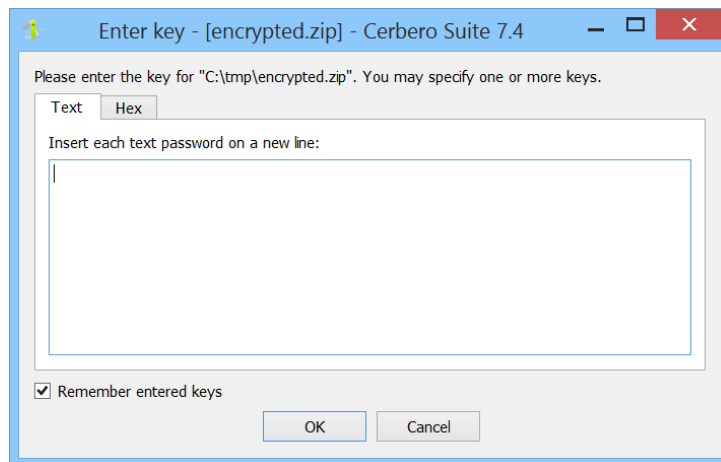 Enter key - [encrypted.zip] - Cerbero Suite 7.4
Please enter the key for "C:\tmp\encrypted.zip". You may specify one or more keys.
Text Hex
Insert each text password on a new line:
Remember entered keys
OK Cancel